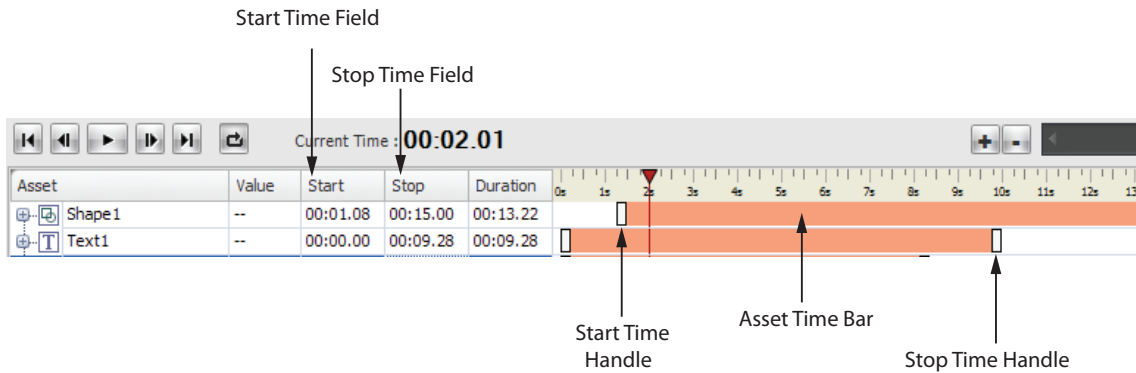 Start Time Field
Stop Time Field
Current Time : 00:02.01
+ -
Asset Value Start Stop Duration
0s 1s 2s 3s 4s 5s 6s 7s 8s 9s 10s 11s 12s 13
Shape1 -- 00:01.08 00:15.00 00:13.22
T Text1 -- 00:00.00 00:09.28 00:09.28
Start Time
Handle
Asset Time Bar
Stop Time Handle